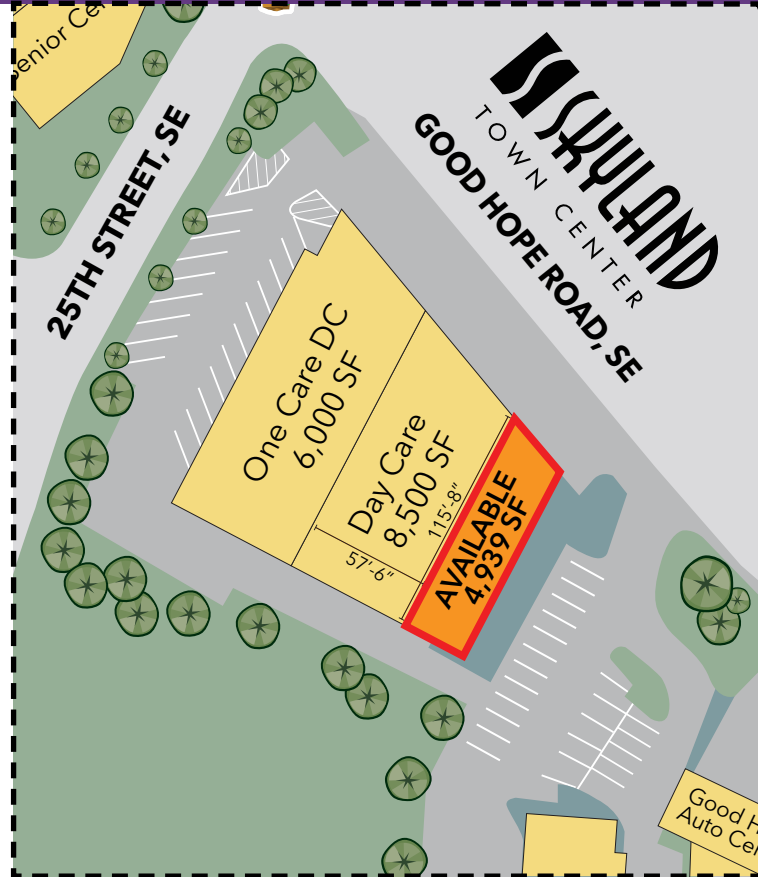 Senior Cen
25TH STREET, SE
SKYLAND
TOWN CENTER
GOOD HOPE ROAD, SE
One Care DC
6,000 SF
Day Care
8,500 SF
115'-8"
57'-6"
AVAILABLE
4,939 SF
Good H
Auto Cen